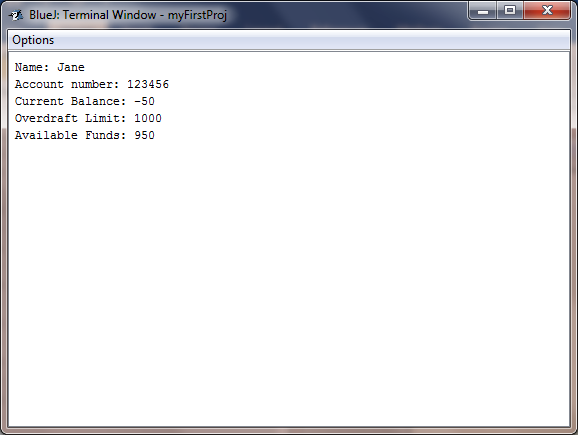 BlueJ: Terminal Window - myFirstProj
Options
Name: Jane
Account number: 123456
Current Balance: -50
Overdraft Limit: 1000
Available Funds: 950